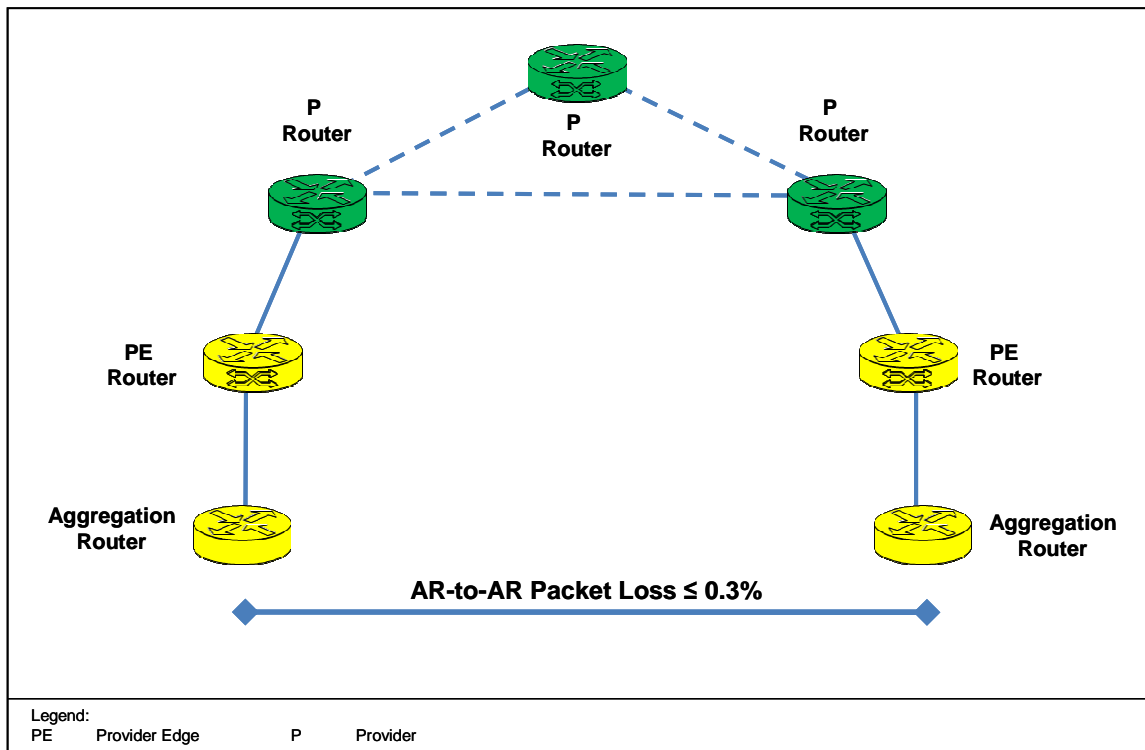 P
Router
P
Router
P
Router
PE
Router
PE
Router
Aggregation
Router
Aggregation
Router
AR-to-AR Packet Loss ≤ 0.3%
Legend:
PE Provider Edge P Provider